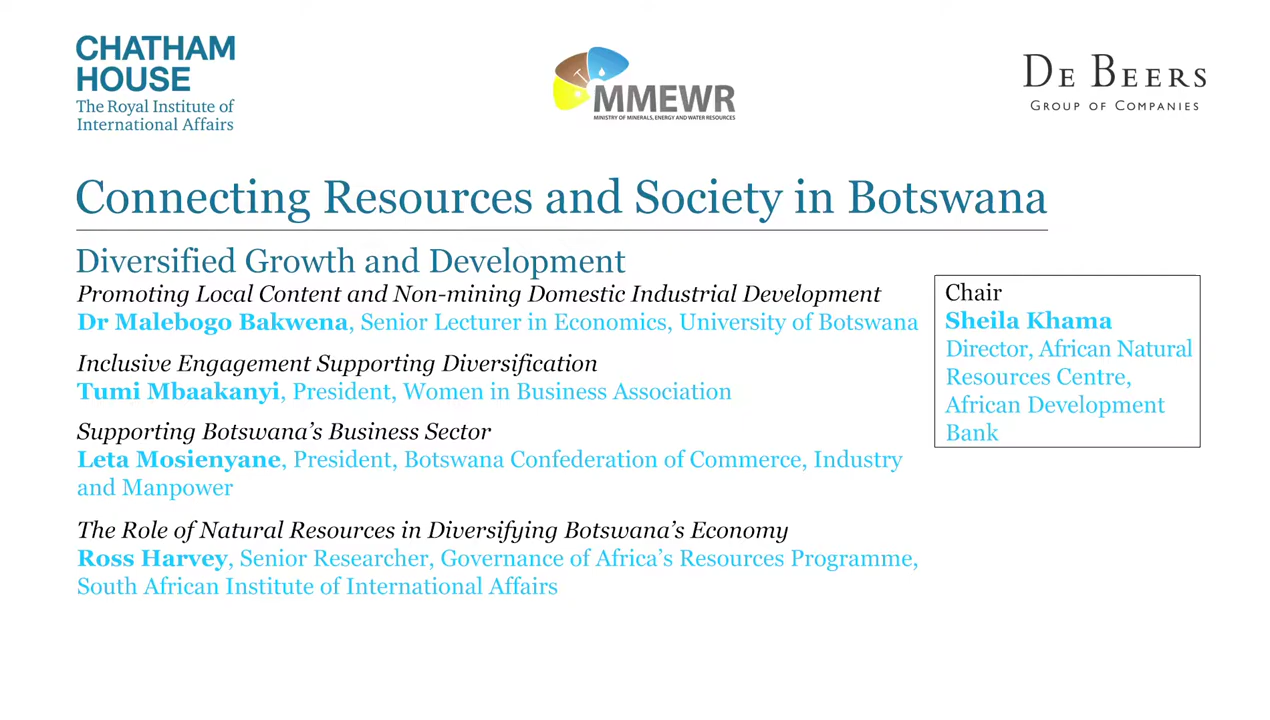 CHATHAM
HOUSE
The Royal Institute of
International Affairs
MMEWR
MINISTRY OF MINERALS, ENERGY AND WATER RESOURCES
DE BEERS
GROUP OF COMPANIES
Connecting Resources and Society in Botswana
Diversified Growth and Development
Promoting Local Content and Non-mining Domestic Industrial Development
Dr Malebogo Bakwena, Senior Lecturer in Economics, University of Botswana
Inclusive Engagement Supporting Diversification
Tumi Mbaakanyi, President, Women in Business Association
Supporting Botswana’s Business Sector
Leta Mosienyane, President, Botswana Confederation of Commerce, Industry
and Manpower
The Role of Natural Resources in Diversifying Botswana’s Economy
Ross Harvey, Senior Researcher, Governance of Africa’s Resources Programme,
South African Institute of International Affairs
Chair
Sheila Khama
Director, African Natural
Resources Centre,
African Development
Bank